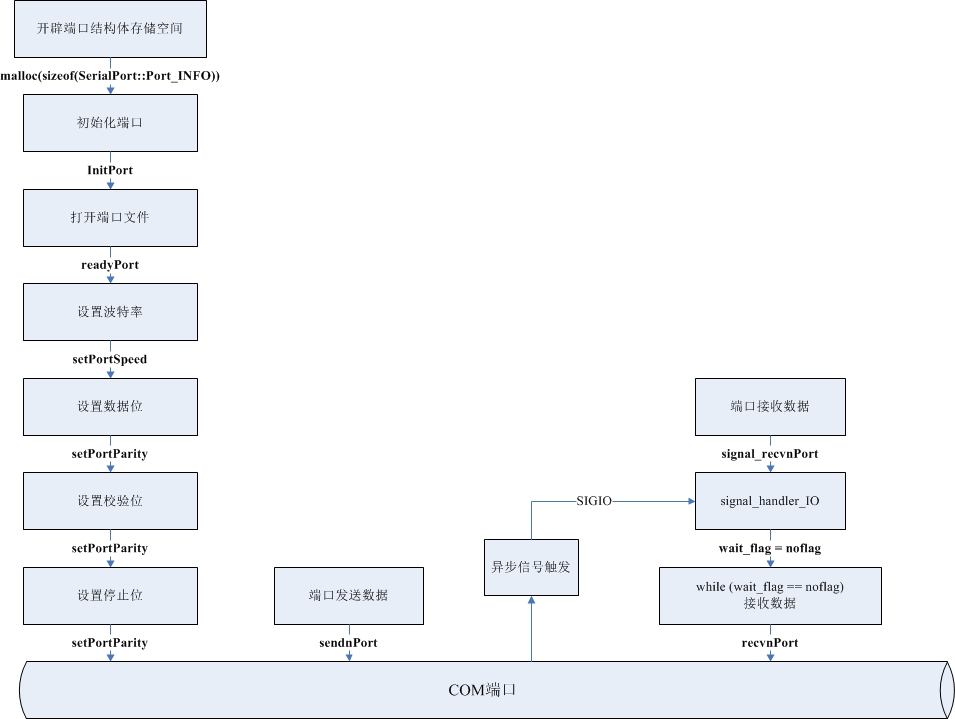 开辟端口结构体存储空间
malloc(sizeof(SerialPort::Port_INFO))
初始化端口
InitPort
打开端口文件
readyPort
设置波特率
setPortSpeed
设置数据位
setPortParity
设置校验位
setPortParity
设置停止位
setPortParity
端口发送数据
sendnPort
异步信号触发
SIGIO
端口接收数据
signal_recvnPort
signal_handler_IO
wait_flag = noflag
while (wait_flag == noflag)
接收数据
recvnPort
COM端口